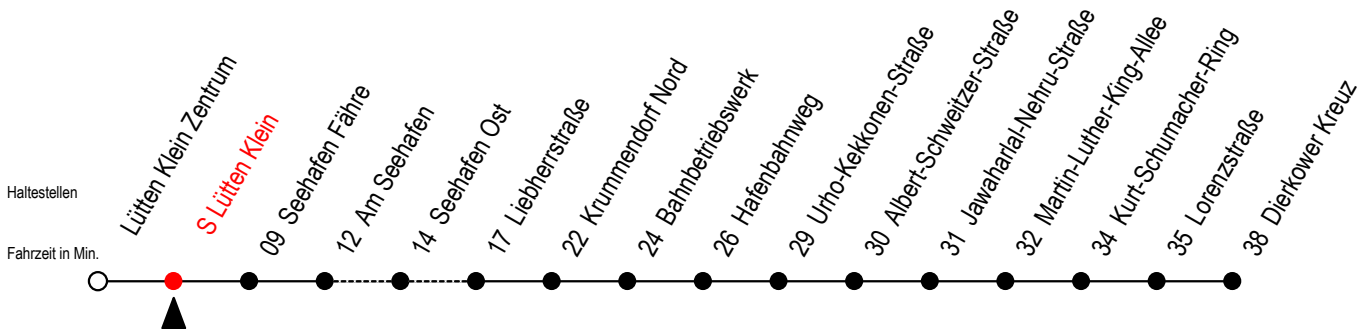 Haltestellen
Fahrzeit in Min.
Lütten Klein Zentrum
S Lütten Klein
09 Seehafen Fähre
12 Am Seehafen
14 Seehafen Ost
17 Liebherrstraße
22 Krummendorf Nord
24 Bahnbetriebswerk
26 Hafenbahnweg
29 Urho-Kekkonen-Straße
30 Albert-Schweitzer-Straße
31 Jawaharlal-Nehru-Straße
32 Martin-Luther-King-Allee
34 Kurt-Schumacher-Ring
35 Lorenzstraße
38 Dierkower Kreuz